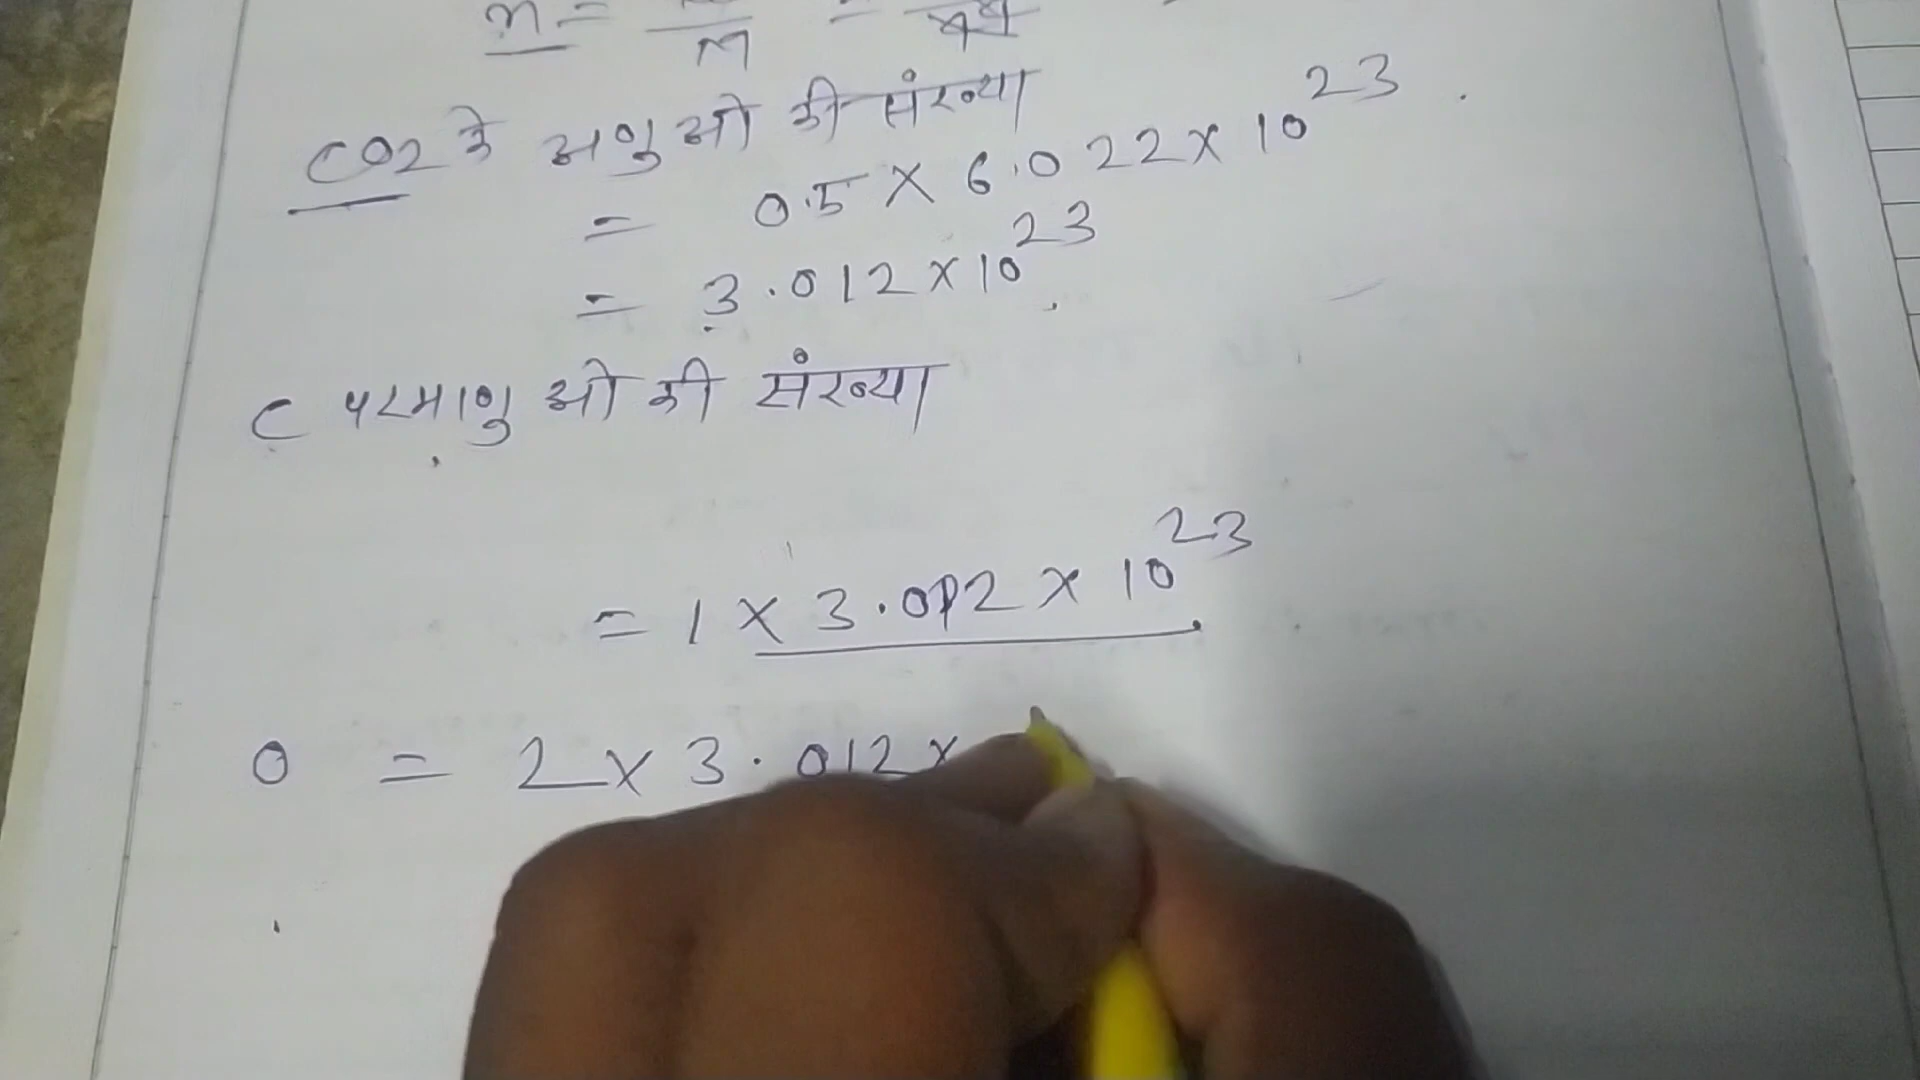 n = — = —
M 44
CO2 के अणुओ की संख्या
= 0.5 × 6.022 × 10^23
= 3.012 × 10^23
C परमाणुओ की संख्या
= 1 × 3.012 × 10^23
O = 2 × 3.012 ×